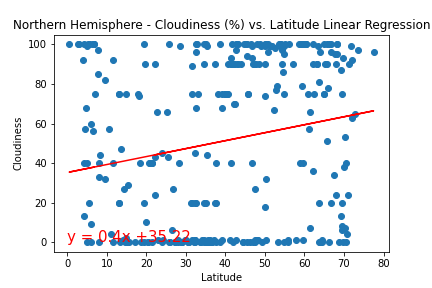 Northern Hemisphere - Cloudiness (%) vs. Latitude Linear Regression
100
80
60
40
20
0
Cloudiness
y = 0.4x +35.22
0 10 20 30 40 50 60 70 80
Latitude